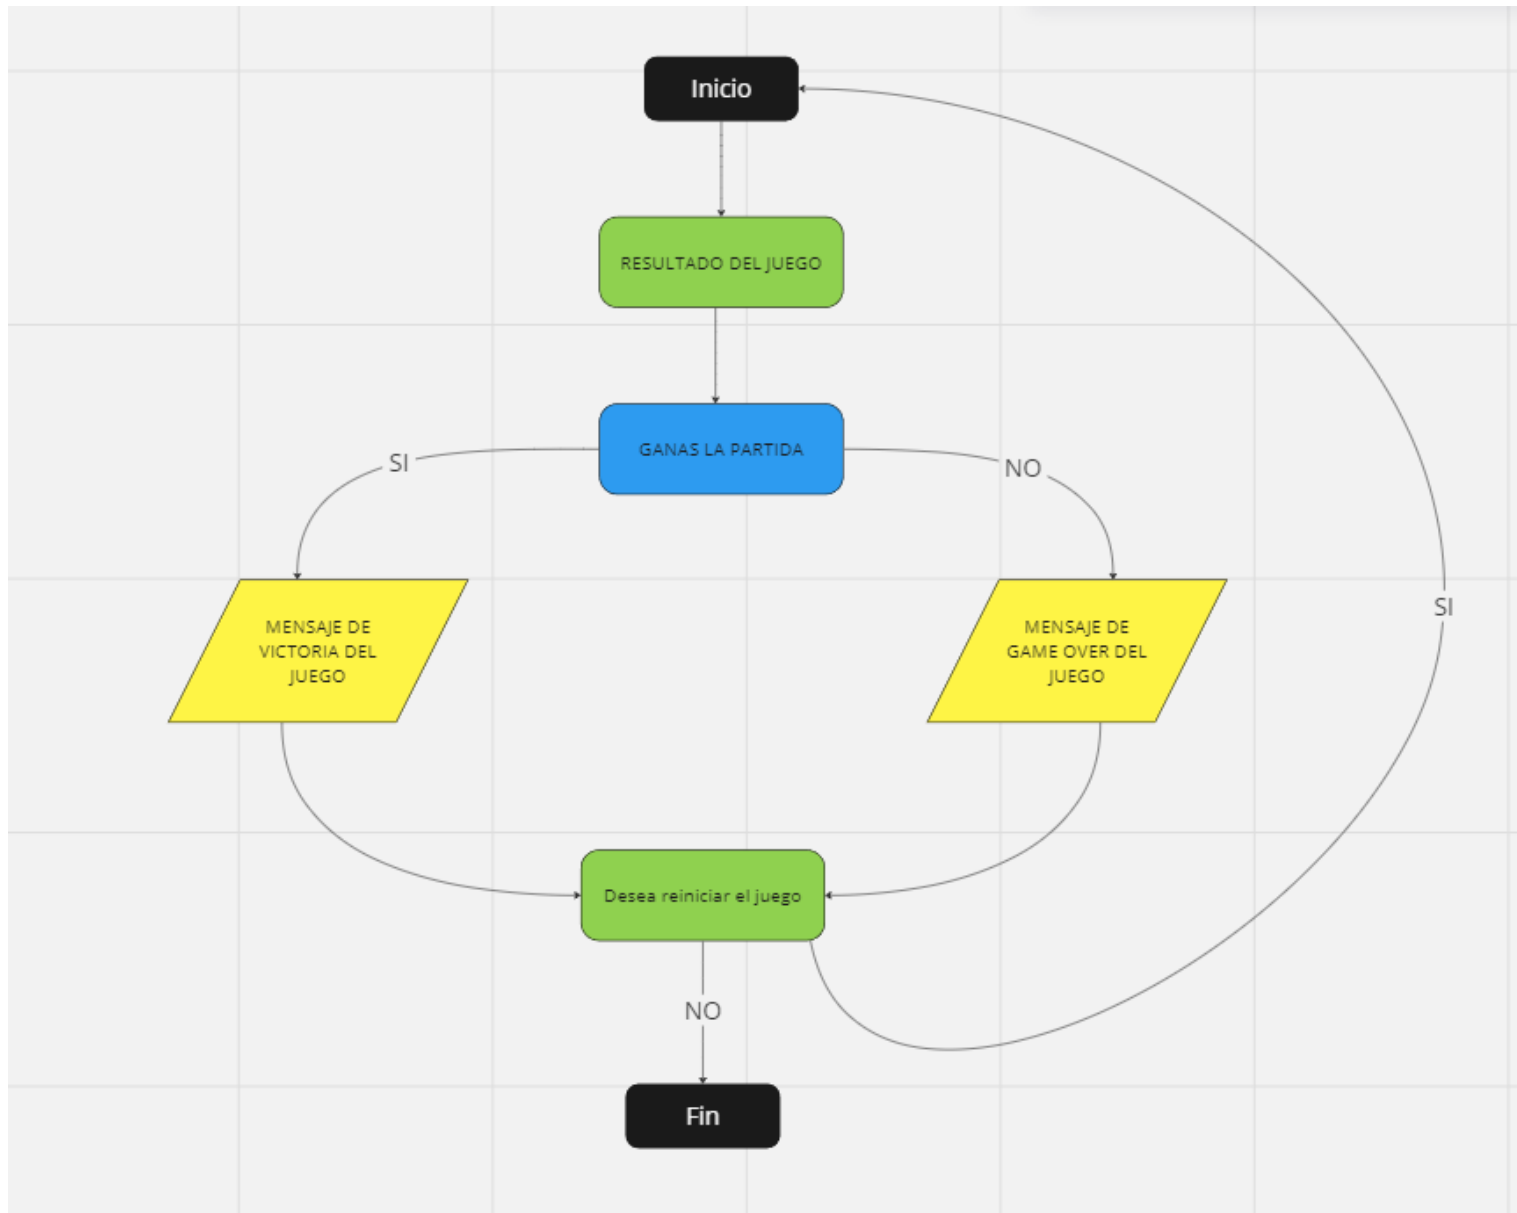 Inicio
RESULTADO DEL JUEGO
GANAS LA PARTIDA
SI
NO
MENSAJE DE
VICTORIA DEL
JUEGO
MENSAJE DE
GAME OVER DEL
JUEGO
SI
Desea reiniciar el juego
NO
Fin